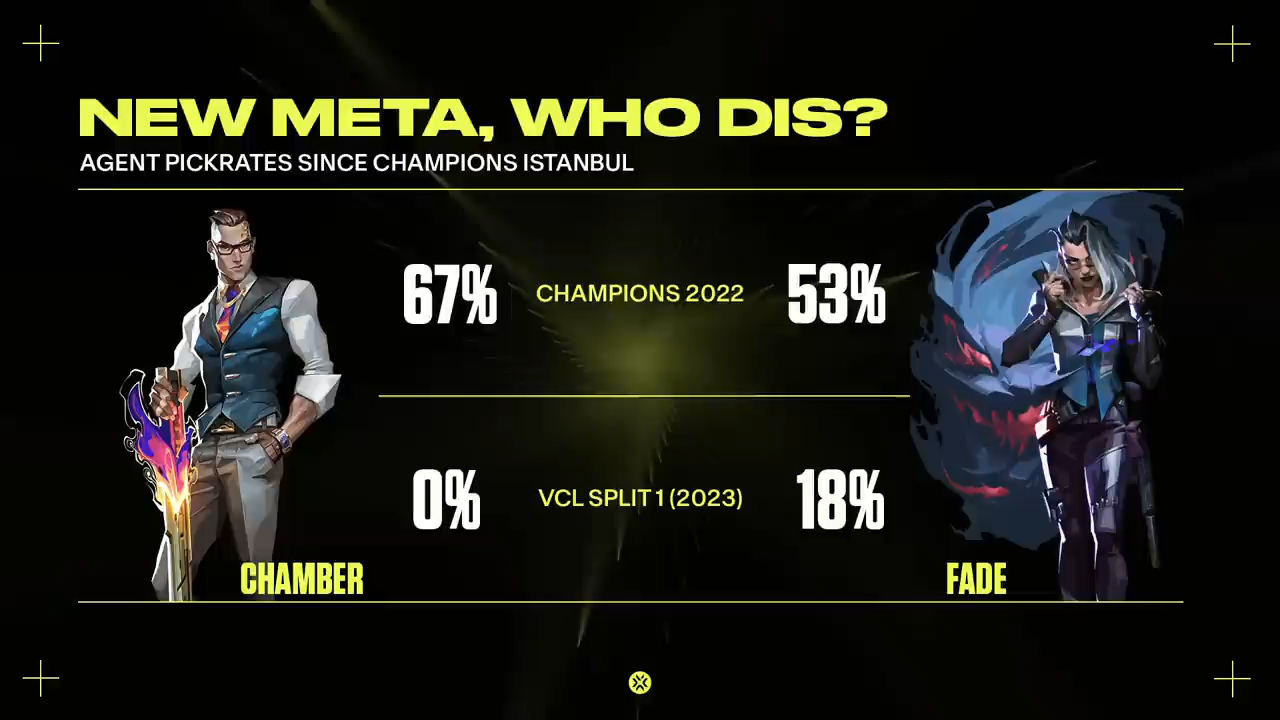 NEW META, WHO DIS?
AGENT PICKRATES SINCE CHAMPIONS ISTANBUL
67% CHAMPIONS 2022 53%
0% VCL SPLIT 1 (2023) 18%
CHAMBER FADE